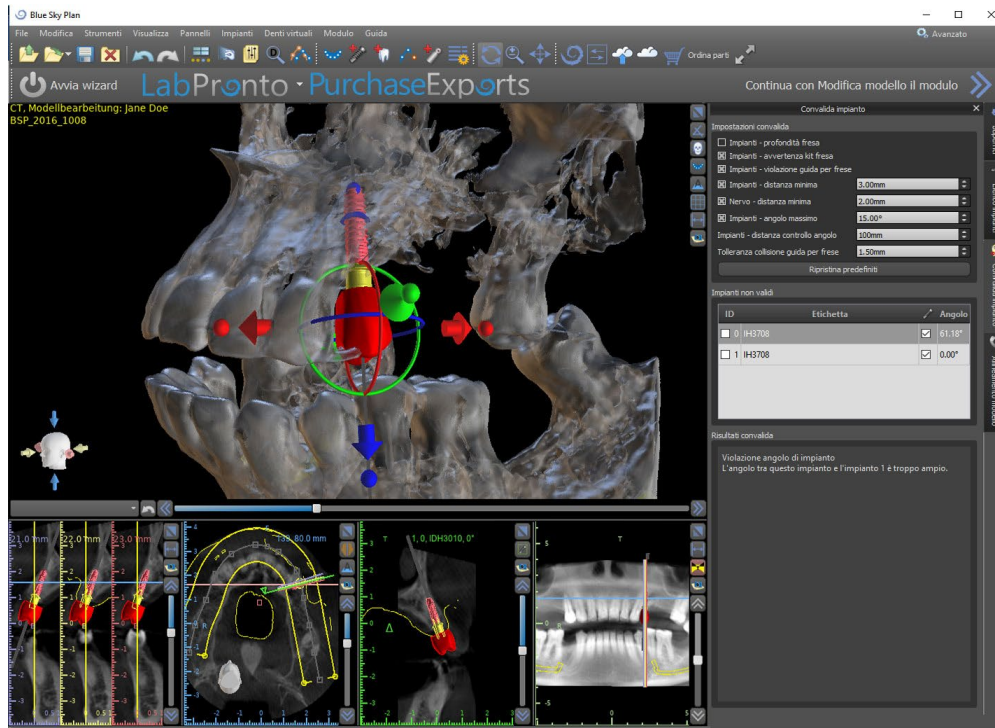 Blue Sky Plan
File Modifica Strumenti Visualizza Pannelli Impianti Denti virtuali Modulo Guida
Avanzato
Ordina parti
Avvia wizard LabPronto PurchaseExports Continua con Modifica modello il modulo
CT, Modellbearbeitung: Jane Doe
BSP_2016_1008
Convalida impianto
Impostazioni convalida
Impianti - profondità fresa
Impianti - avvertenza kit fresa
Impianti - violazione guida per frese
Impianti - distanza minima 3.00mm
Nervo - distanza minima 2.00mm
Impianti - angolo massimo 15.00°
Impianti - distanza controllo angolo 100mm
Tolleranza collisione guida per frese 1.50mm
Ripristina predefiniti
Impianti non validi
ID Etichetta Angolo
0 IH3708 61.18°
1 IH3708 0.00°
Risultati convalida
Violazione angolo di impianto
L'angolo tra questo impianto e l'impianto 1 è troppo ampio.
21.0 mm 22.0 mm 23.0 mm
80.0 mm
T 1, 0, IDH3010, 0°
T
R